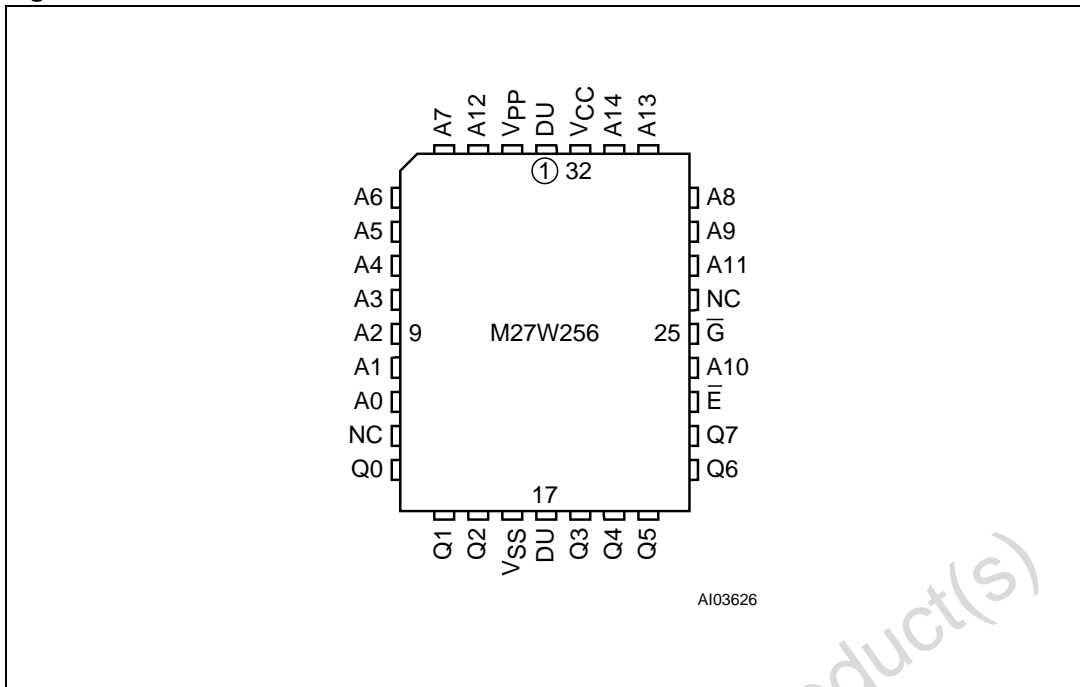 A7 A12 VPP DU VCC A14 A13
1 32
A6 A8
A5 A9
A4 A11
A3 NC
A2 9 M27W256 25 G̅
A1 A10
A0 E̅
NC Q7
Q0 Q6
17
Q1 Q2 VSS DU Q3 Q4 Q5
AI03626
duct(s)